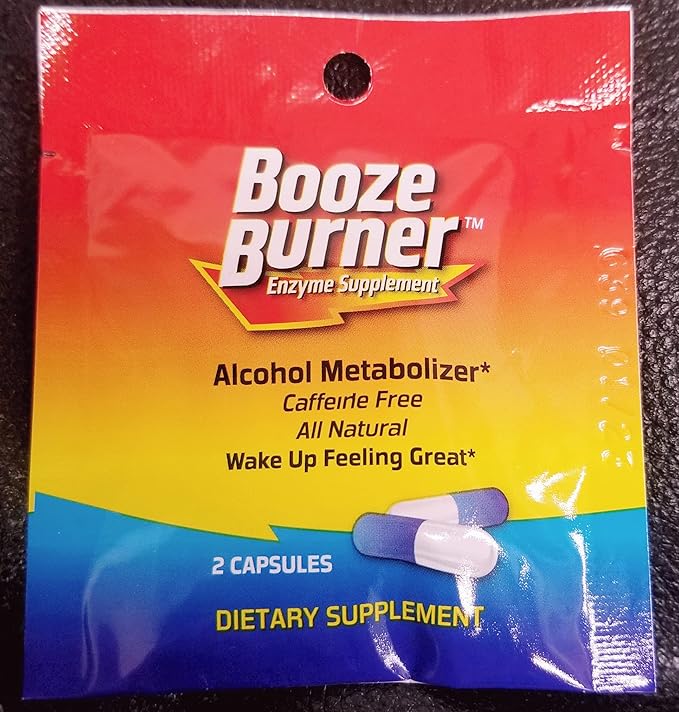 Booze
Burner™
Enzyme Supplement
Alcohol Metabolizer*
Caffeine Free
All Natural
Wake Up Feeling Great*
2 CAPSULES
DIETARY SUPPLEMENT